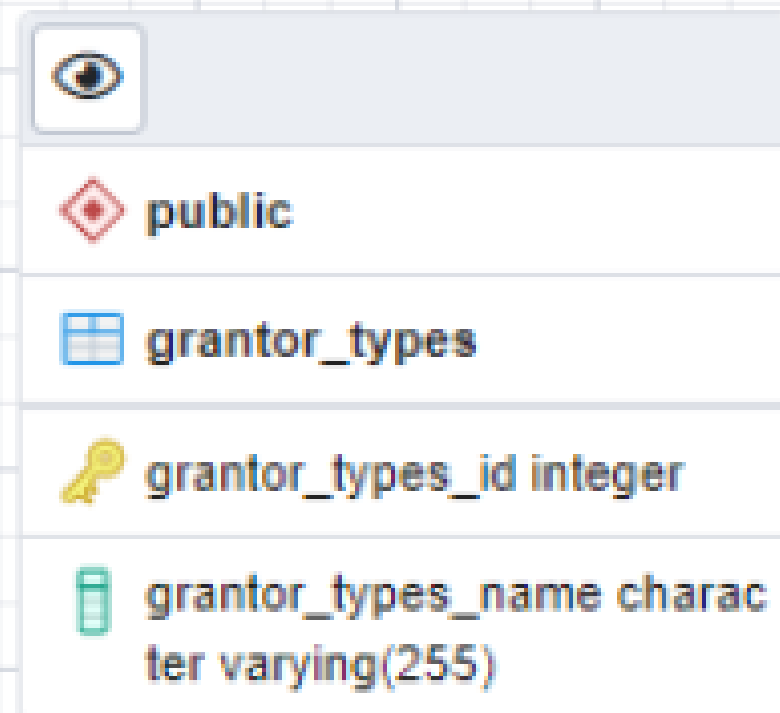 public
grantor_types
grantor_types_id integer
grantor_types_name charac
ter varying(255)